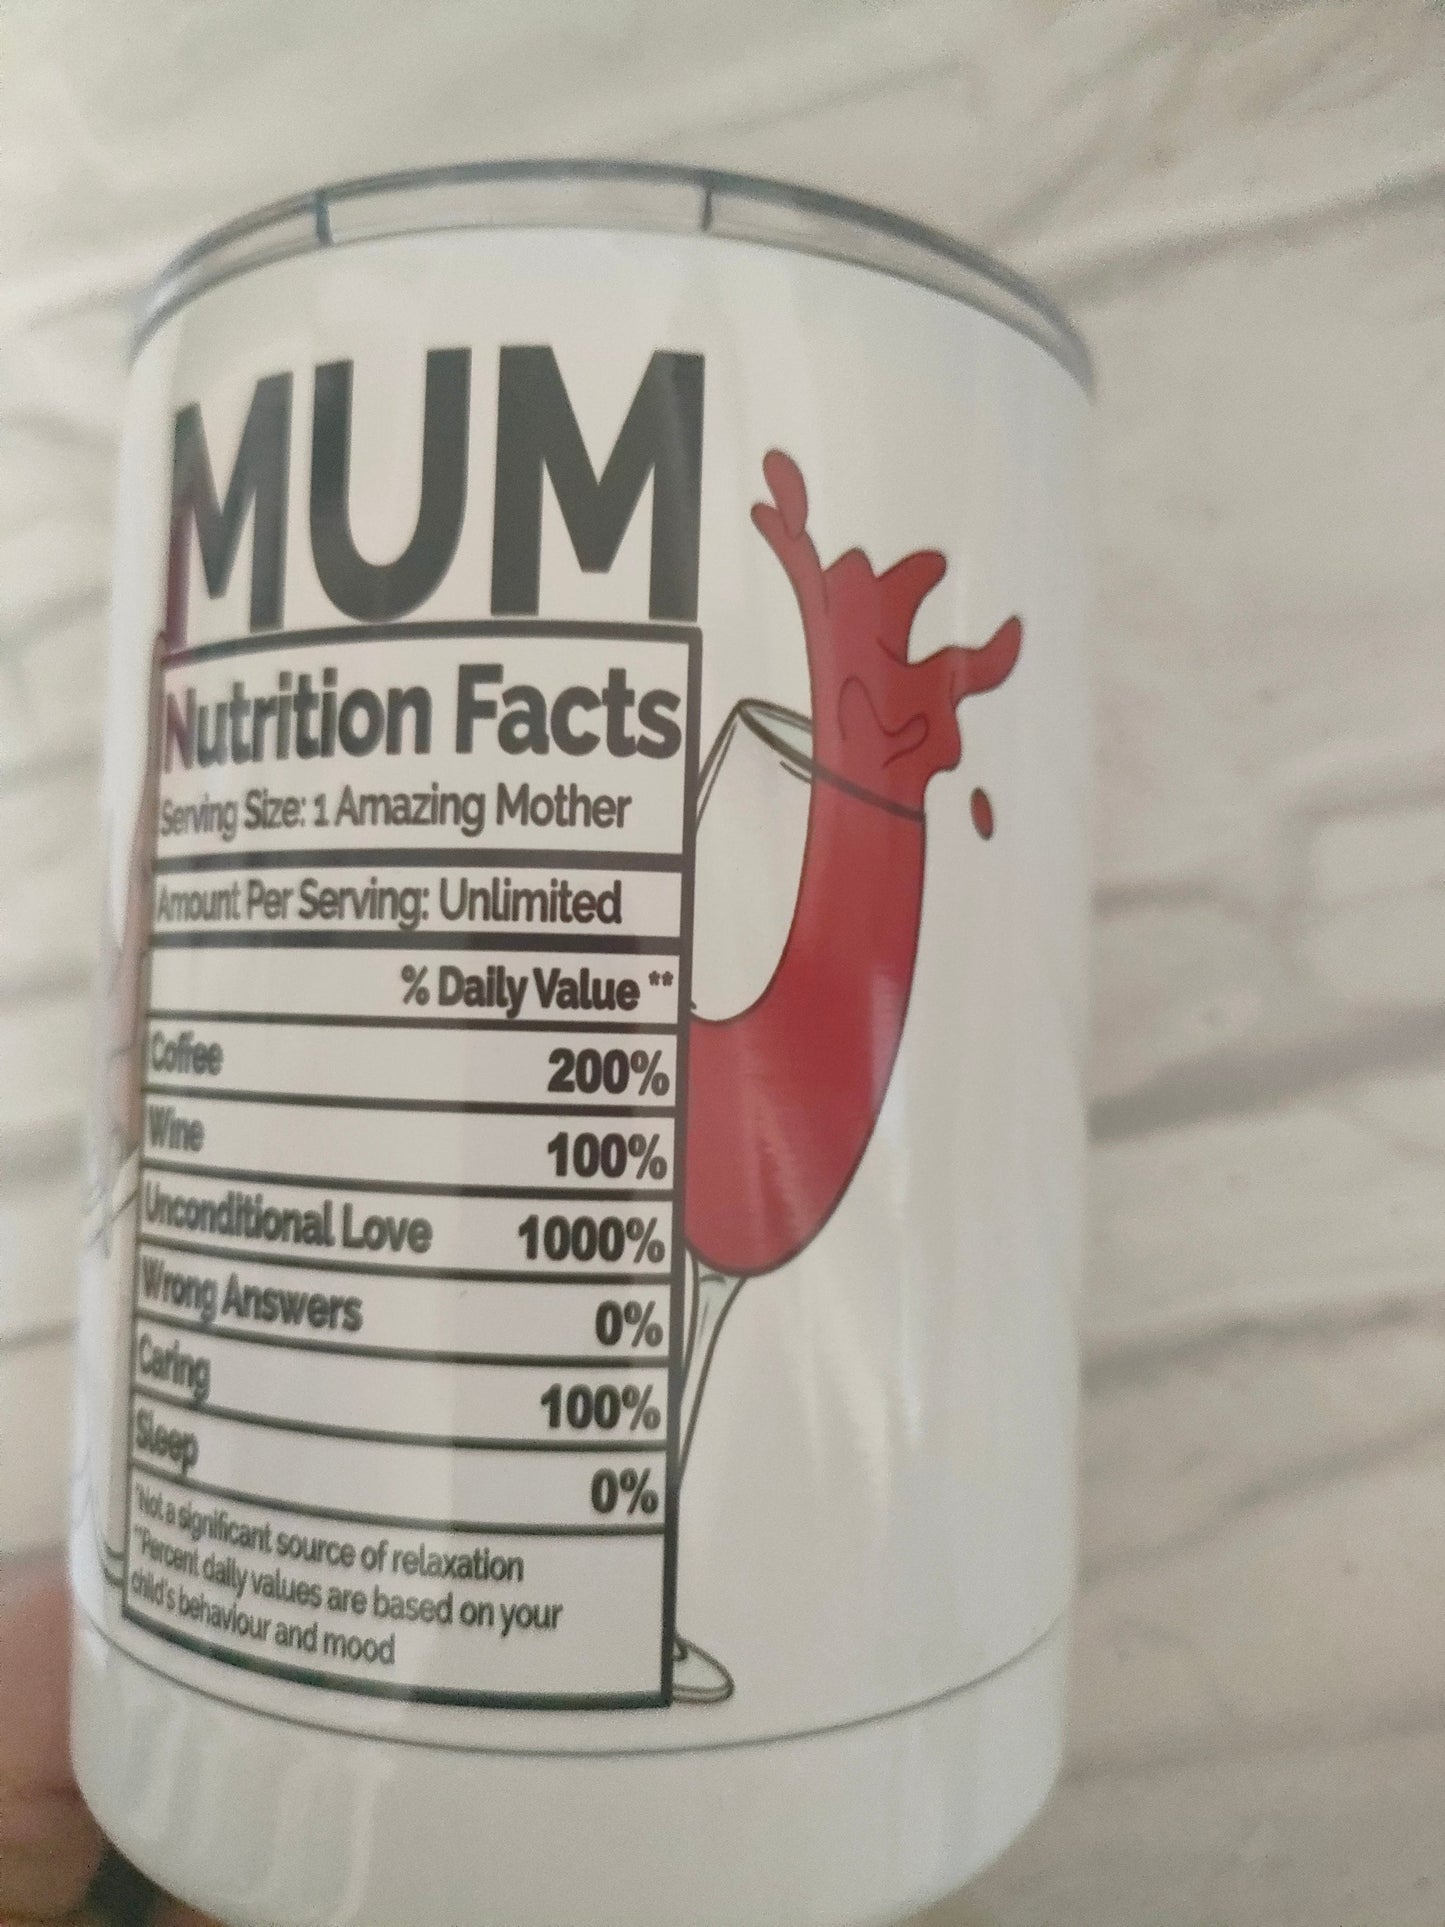 MUM
Nutrition Facts
Serving Size: 1 Amazing Mother
Amount Per Serving: Unlimited
% Daily Value **
Coffee 200%
Wine 100%
Unconditional Love 1000%
Wrong Answers 0%
Caring 100%
Sleep 0%
*Not a significant source of relaxation
**Percent daily values are based on your
child's behaviour and mood